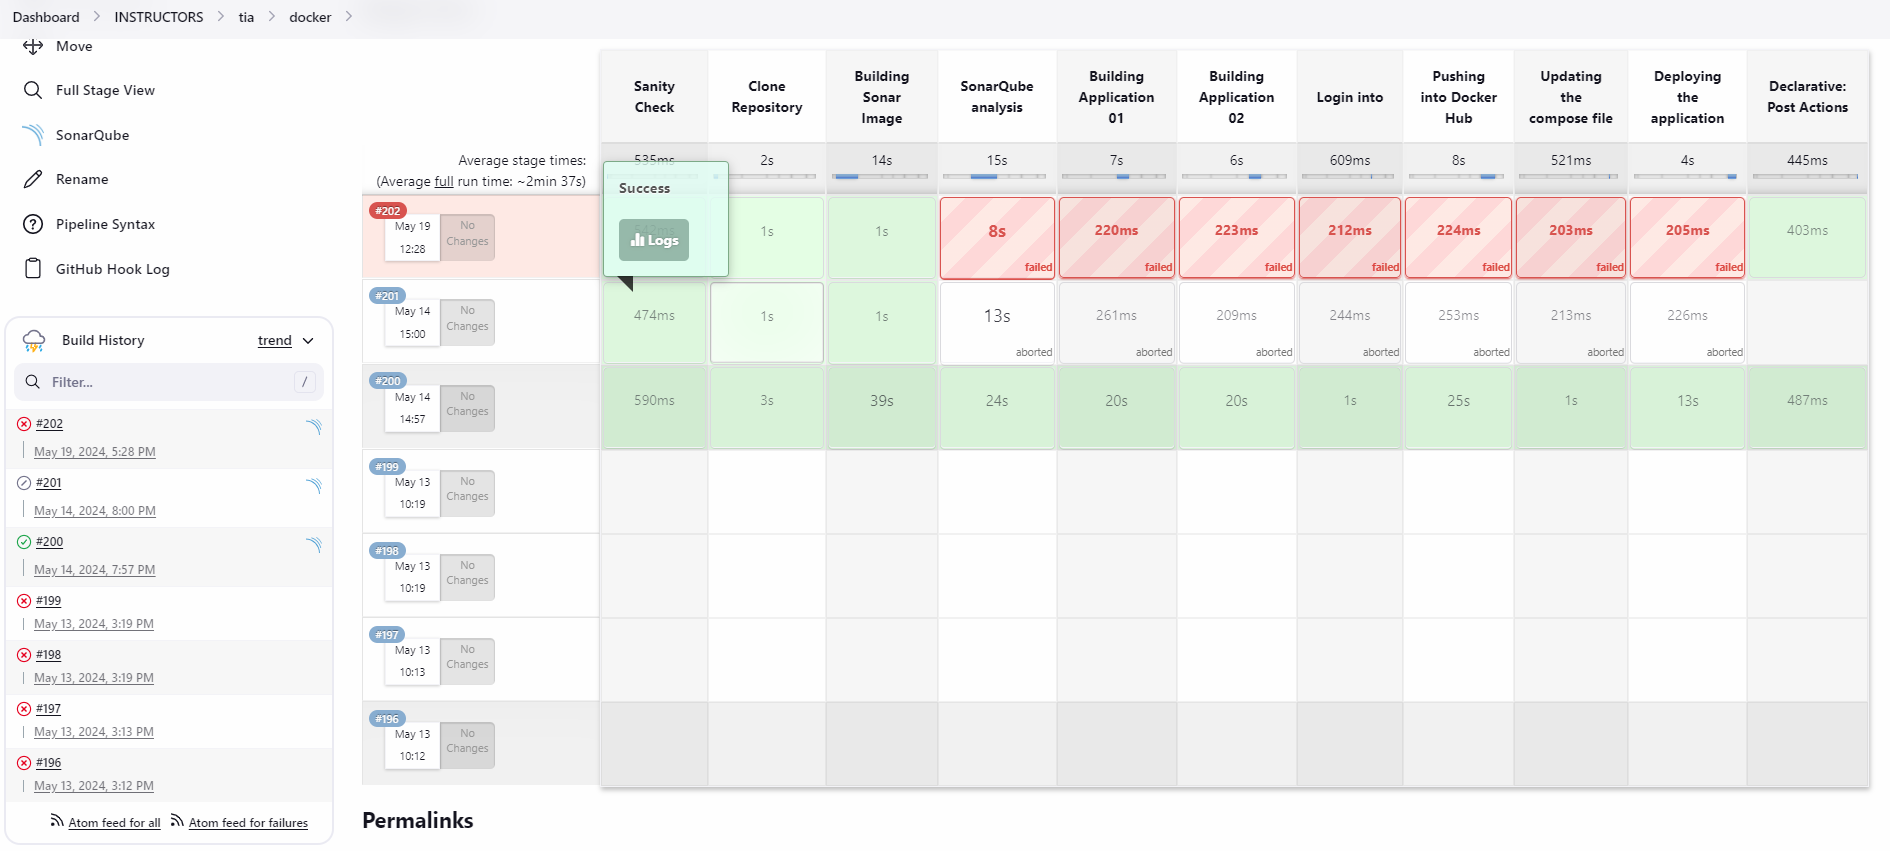 Dashboard
INSTRUCTORS
tia
docker
Move
Full Stage View
SonarQube
Rename
Pipeline Syntax
GitHub Hook Log
Build History
trend
Filter...
/
#202
May 19, 2024, 5:28 PM
#201
May 14, 2024, 8:00 PM
#200
May 14, 2024, 7:57 PM
#199
May 13, 2024, 3:19 PM
#198
May 13, 2024, 3:19 PM
#197
May 13, 2024, 3:13 PM
#196
May 13, 2024, 3:12 PM
Atom feed for all
Atom feed for failures
Sanity
Check
Clone
Repository
Building
Sonar
Image
SonarQube
analysis
Building
Application
01
Building
Application
02
Login into
Pushing
into Docker
Hub
Updating
the
compose file
Deploying
the
application
Declarative:
Post Actions
Average stage times:
(Average full run time: ~2min 37s)
535ms
2s
14s
15s
7s
6s
609ms
8s
521ms
4s
445ms
Success
Logs
#202
May 19
12:28
No
Changes
542ms
1s
1s
8s
failed
220ms
failed
223ms
failed
212ms
failed
224ms
failed
203ms
failed
205ms
failed
403ms
#201
May 14
15:00
No
Changes
474ms
1s
1s
13s
aborted
261ms
aborted
209ms
aborted
244ms
aborted
253ms
aborted
213ms
aborted
226ms
aborted
#200
May 14
14:57
No
Changes
590ms
3s
39s
24s
20s
20s
1s
25s
1s
13s
487ms
#199
May 13
10:19
No
Changes
#198
May 13
10:19
No
Changes
#197
May 13
10:13
No
Changes
#196
May 13
10:12
No
Changes
Permalinks